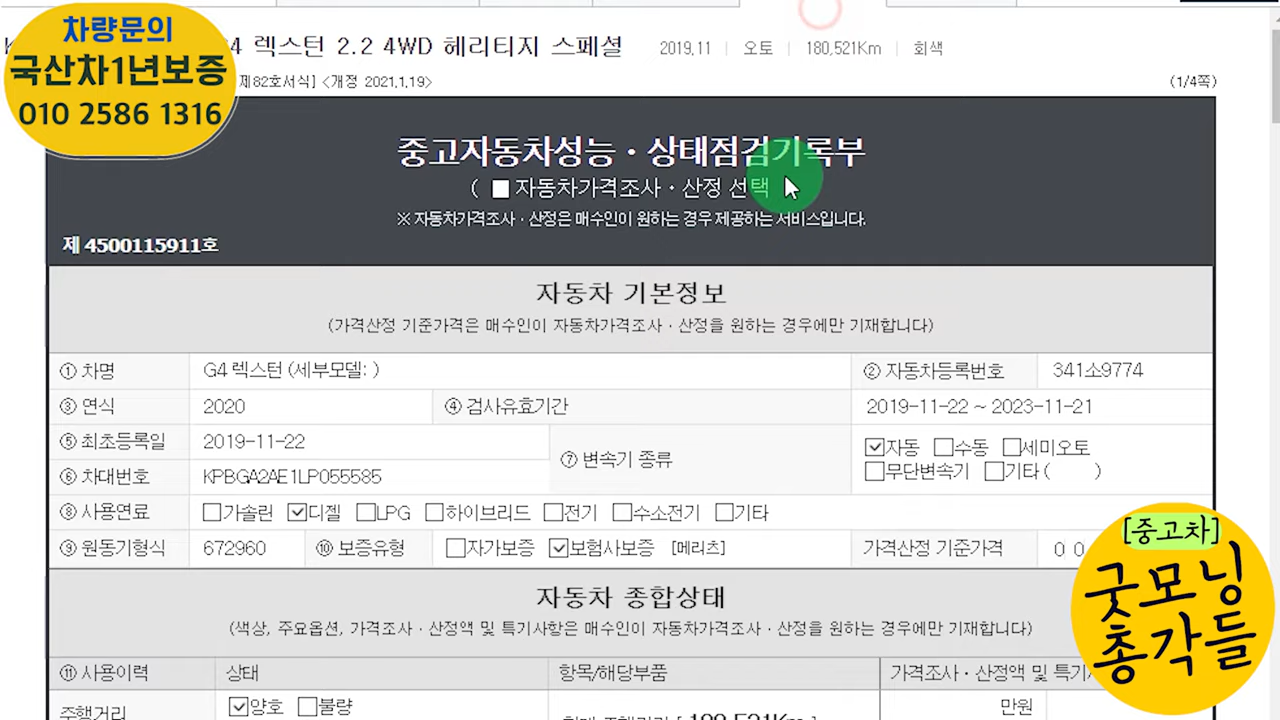 차량문의
국산차1년보증
010 2586 1316
G4 렉스턴 2.2 4WD 헤리티지 스페셜 2019.11 오토 180,521Km 회색
제82호서식] <개정 2021.1.19> (1/4쪽)
중고자동차성능 · 상태점검기록부
( ■ 자동차가격조사 · 산정 선택
※ 자동차가격조사 · 산정은 매수인이 원하는 경우 제공하는 서비스입니다.
제 4500115911호
자동차 기본정보
(가격산정 기준가격은 매수인이 자동차가격조사 · 산정을 원하는 경우에만 기재합니다)
① 차명 G4 렉스턴 (세부모델: ) ② 자동차등록번호 341소9774
③ 연식 2020 ④ 검사유효기간 2019-11-22 ~ 2023-11-21
⑤ 최초등록일 2019-11-22
⑥ 차대번호 KPBGA2AE1LP055585
⑦ 변속기 종류
☑자동 □수동 □세미오토
□무단변속기 □기타 ( )
⑧ 사용연료 □가솔린 ☑디젤 □LPG □하이브리드 □전기 □수소전기 □기타
⑨ 원동기형식 672960 ⑩ 보증유형 □자가보증 ☑보험사보증 [메리츠] 가격산정 기준가격 0 0
자동차 종합상태
(색상, 주요옵션, 가격조사 · 산정액 및 특기사항은 매수인이 자동차가격조사 · 산정을 원하는 경우에만 기재합니다)
⑪ 사용이력 상태 항목/해당부품 가격조사 · 산정액 및 특기
주행거리 ☑양호 □불량 만원
[중고차]
굿모닝
총각들